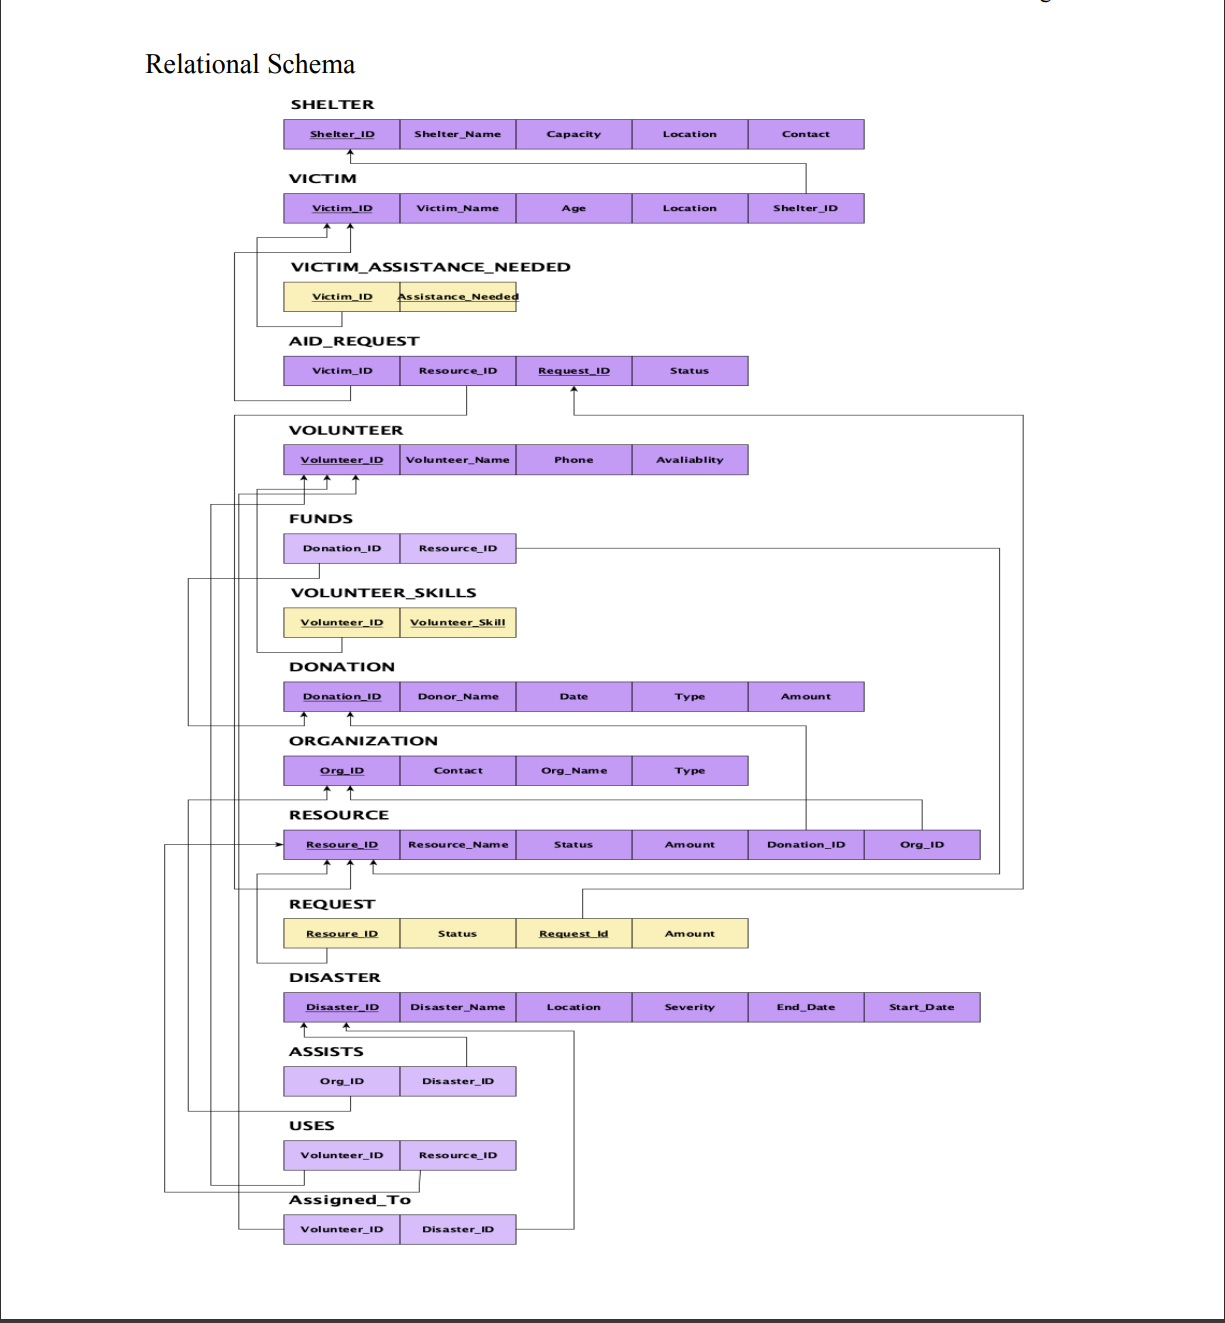 Relational Schema
SHELTER
Shelter_ID Shelter_Name Capacity Location Contact
VICTIM
Victim_ID Victim_Name Age Location Shelter_ID
VICTIM_ASSISTANCE_NEEDED
Victim_ID Assistance_Needed
AID_REQUEST
Victim_ID Resource_ID Request_ID Status
VOLUNTEER
Volunteer_ID Volunteer_Name Phone Avaliablity
FUNDS
Donation_ID Resource_ID
VOLUNTEER_SKILLS
Volunteer_ID Volunteer_Skill
DONATION
Donation_ID Donor_Name Date Type Amount
ORGANIZATION
Org_ID Contact Org_Name Type
RESOURCE
Resoure_ID Resource_Name Status Amount Donation_ID Org_ID
REQUEST
Resoure_ID Status Request_Id Amount
DISASTER
Disaster_ID Disaster_Name Location Severity End_Date Start_Date
ASSISTS
Org_ID Disaster_ID
USES
Volunteer_ID Resource_ID
Assigned_To
Volunteer_ID Disaster_ID